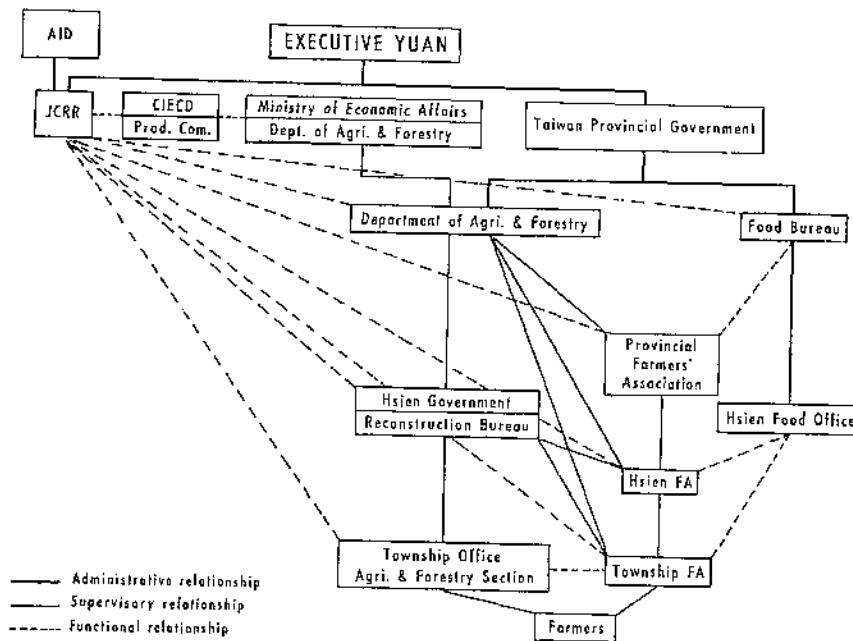 AID
EXECUTIVE YUAN
JCRR
CIECD
Prod. Com.
Ministry of Economic Affairs
Dept. of Agri. & Forestry
Taiwan Provincial Government
Department of Agri. & Forestry
Food Bureau
Provincial
Farmers'
Association
Hsien Government
Reconstruction Bureau
Hsien Food Office
Hsien FA
Township Office
Agri. & Forestry Section
Township FA
Farmers
Administrative relationship
Supervisory relationship
Functional relationship